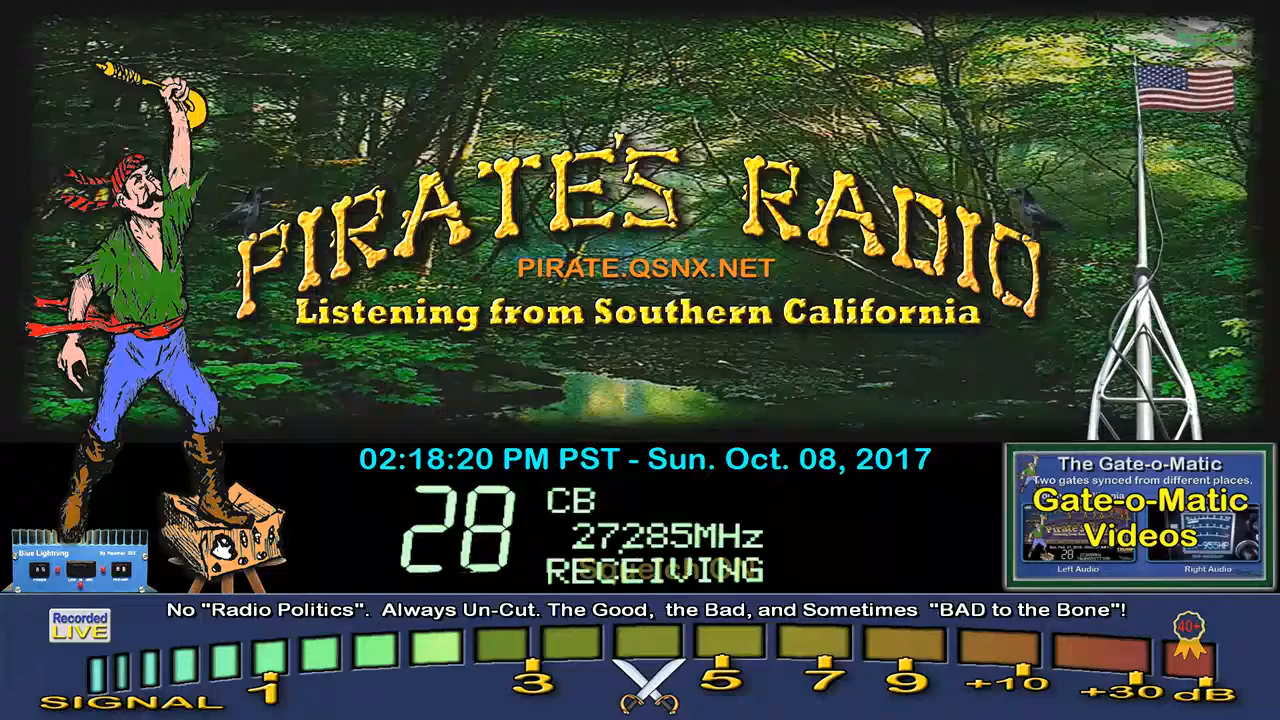 PIRATE'S RADIO
PIRATE.QSNX.NET
Listening from Southern California
02:18:20 PM PST - Sun. Oct. 08, 2017
28
CB
27285MHz
RECEIVING
The Gate-o-Matic
Two gates synced from different places.
Gate-o-Matic
Videos
Left Audio
Right Audio
Blue Lightning
No "Radio Politics". Always Un-Cut. The Good, the Bad, and Sometimes "BAD to the Bone"!
Recorded
LIVE
40+
SIGNAL 1 3 5 7 9 +10 +30 dB